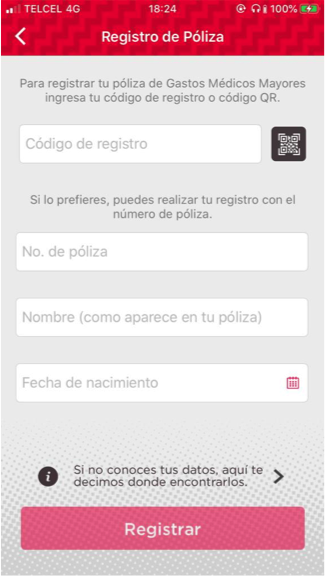 TELCEL 4G 18:24 100%
Registro de Póliza
Para registrar tu póliza de Gastos Médicos Mayores
ingresa tu código de registro o código QR.
Código de registro
Si lo prefieres, puedes realizar tu registro con el
número de póliza.
No. de póliza
Nombre (como aparece en tu póliza)
Fecha de nacimiento
Si no conoces tus datos, aquí te
decimos donde encontrarlos.
Registrar